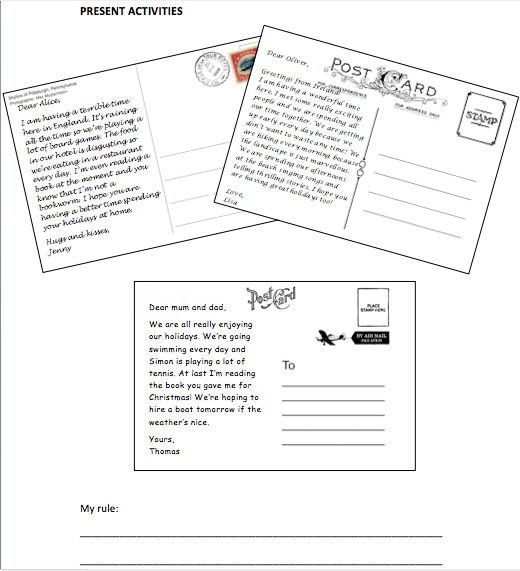 PRESENT ACTIVITIES
Skyline of Pittsburgh, Pennsylvania
Dear Alice,
I am having a terrible time
here in England. It's raining
all the time so we're playing a
lot of board games. The food
in our hotel is disgusting so
we're eating in a restaurant
every day. I'm even reading a
book at the moment and you
know that I'm not a
bookworm. I hope you are
having a better time spending
your holidays at home.
Hugs and kisses,
Jenny
POST CARD
FOR CORRESPONDENCE
FOR ADDRESS ONLY
STAMP
Dear Oliver,
Greetings from Ireland!
I am having a wonderful time
here. I met some really exciting
people and we are spending all
our time together. We are getting
up early every day because we
don't want to waste any time! We
are hiking every morning because
the landscape is just marvellous.
We are spending our afternoons
at the beach singing songs and
telling thrilling stories. I hope you
are having great holidays too!
Love,
Lisa
Post Card
PLACE
STAMP HERE
BY AIR MAIL
PAR AVION
To
Dear mum and dad,
We are all really enjoying
our holidays. We're going
swimming every day and
Simon is playing a lot of
tennis. At last I'm reading
the book you gave me for
Christmas! We're hoping to
hire a boat tomorrow if the
weather's nice.
Yours,
Thomas
My rule: